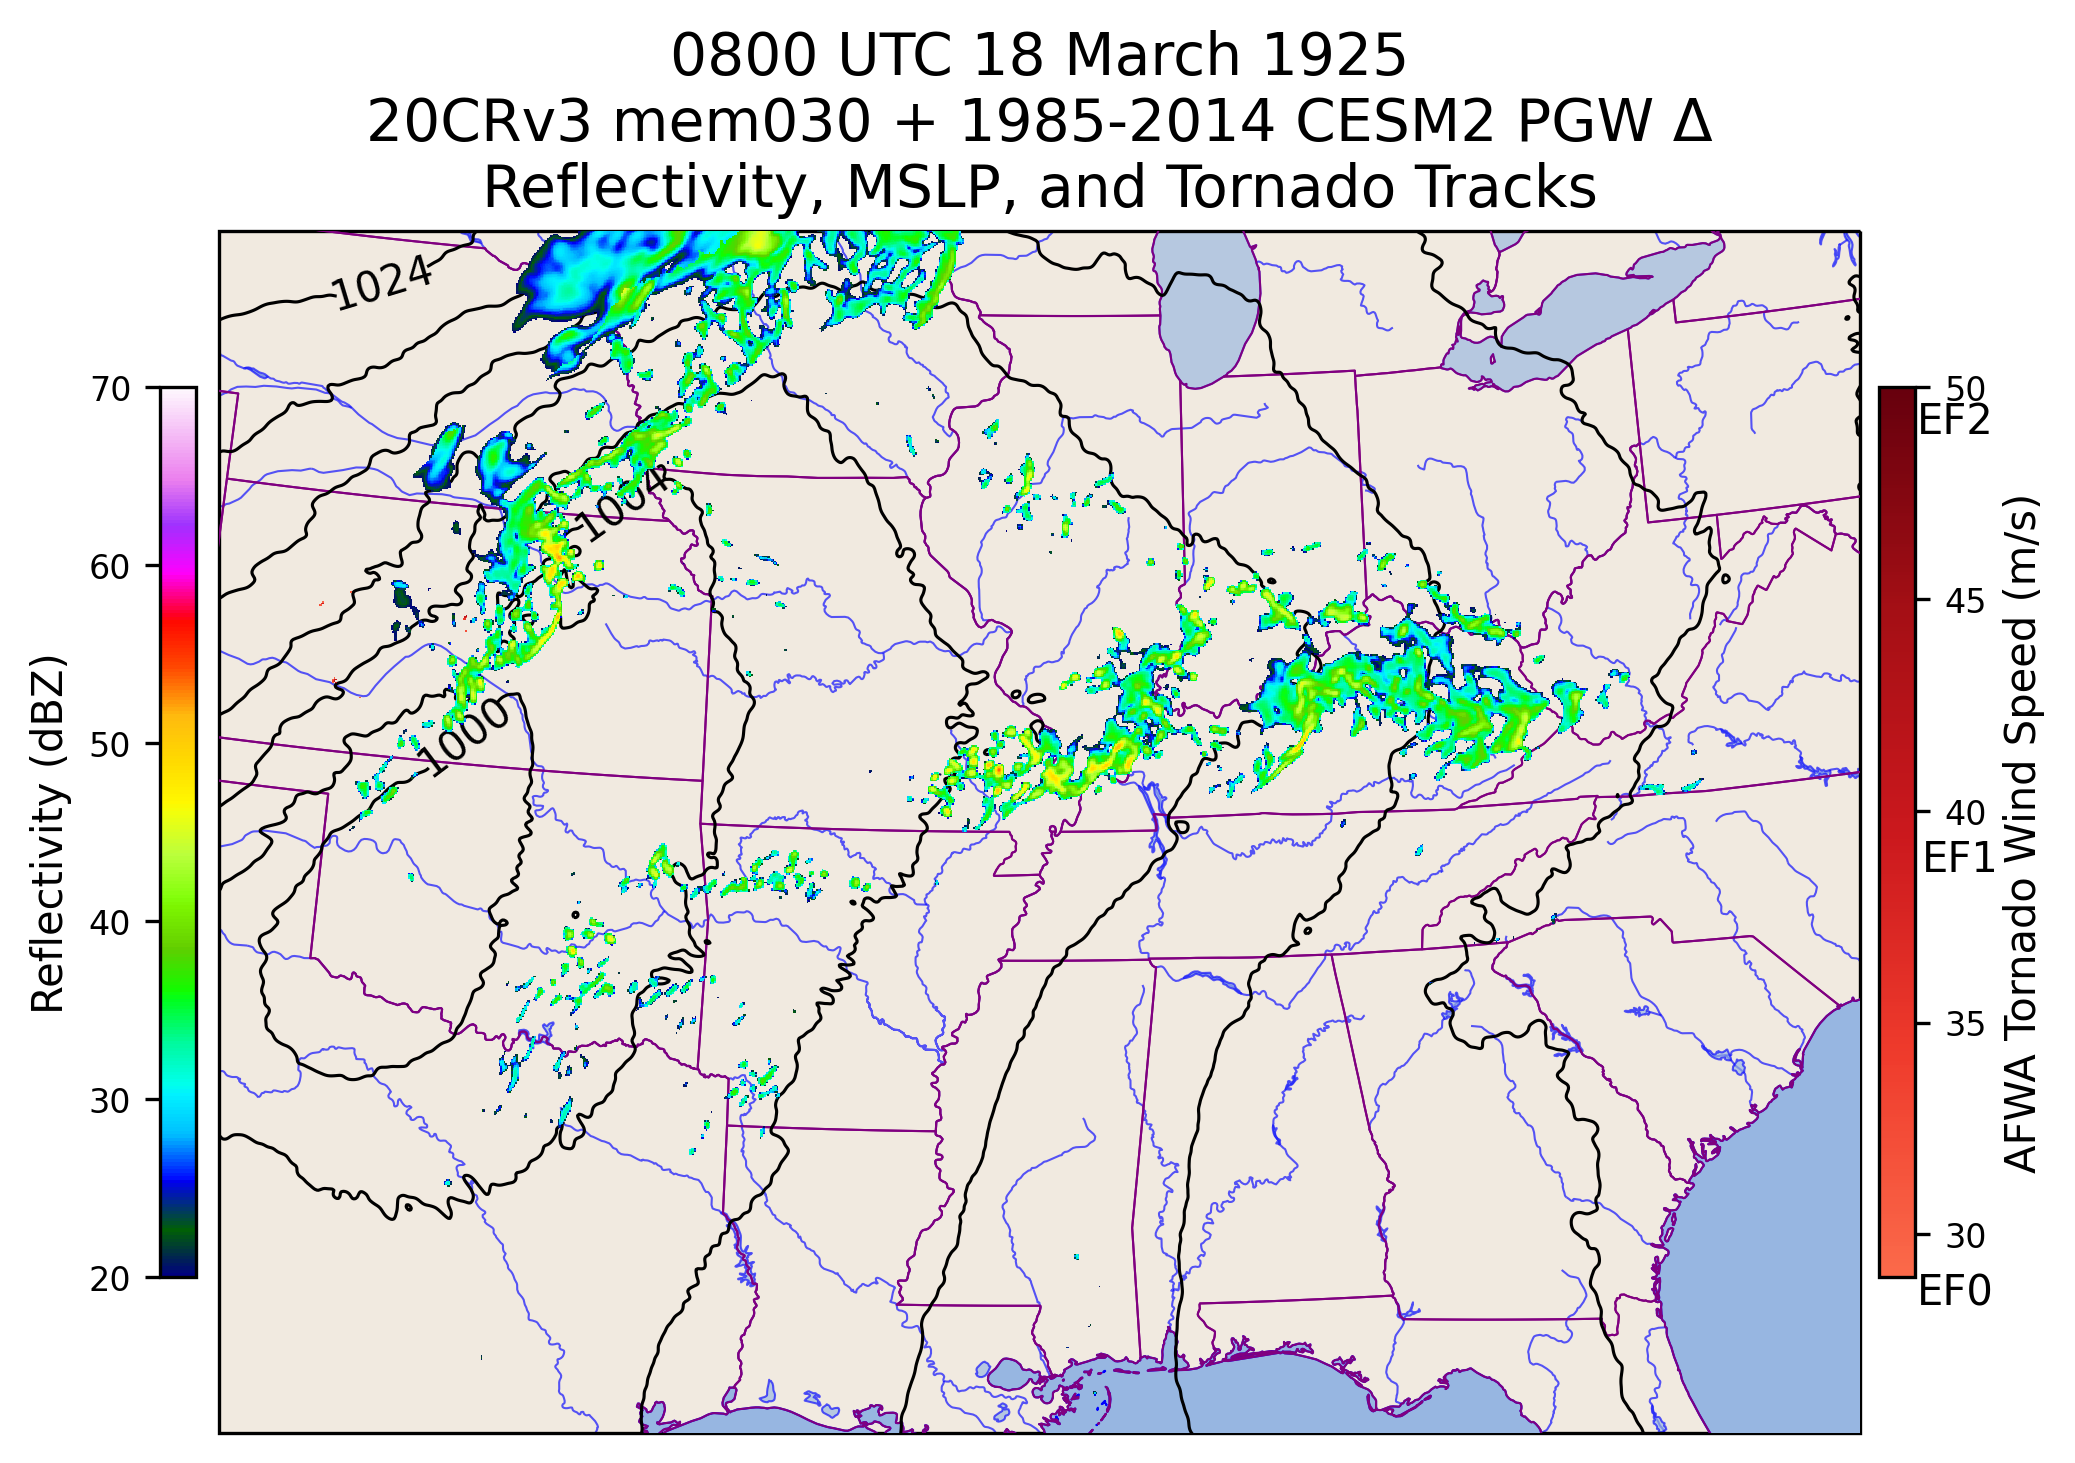 0800 UTC 18 March 1925
20CRv3 mem030 + 1985-2014 CESM2 PGW Δ
Reflectivity, MSLP, and Tornado Tracks
1024
1004
1000
70
60
50
40
30
20
Reflectivity (dBZ)
50
EF2
45
40
EF1
35
30
EF0
AFWA Tornado Wind Speed (m/s)